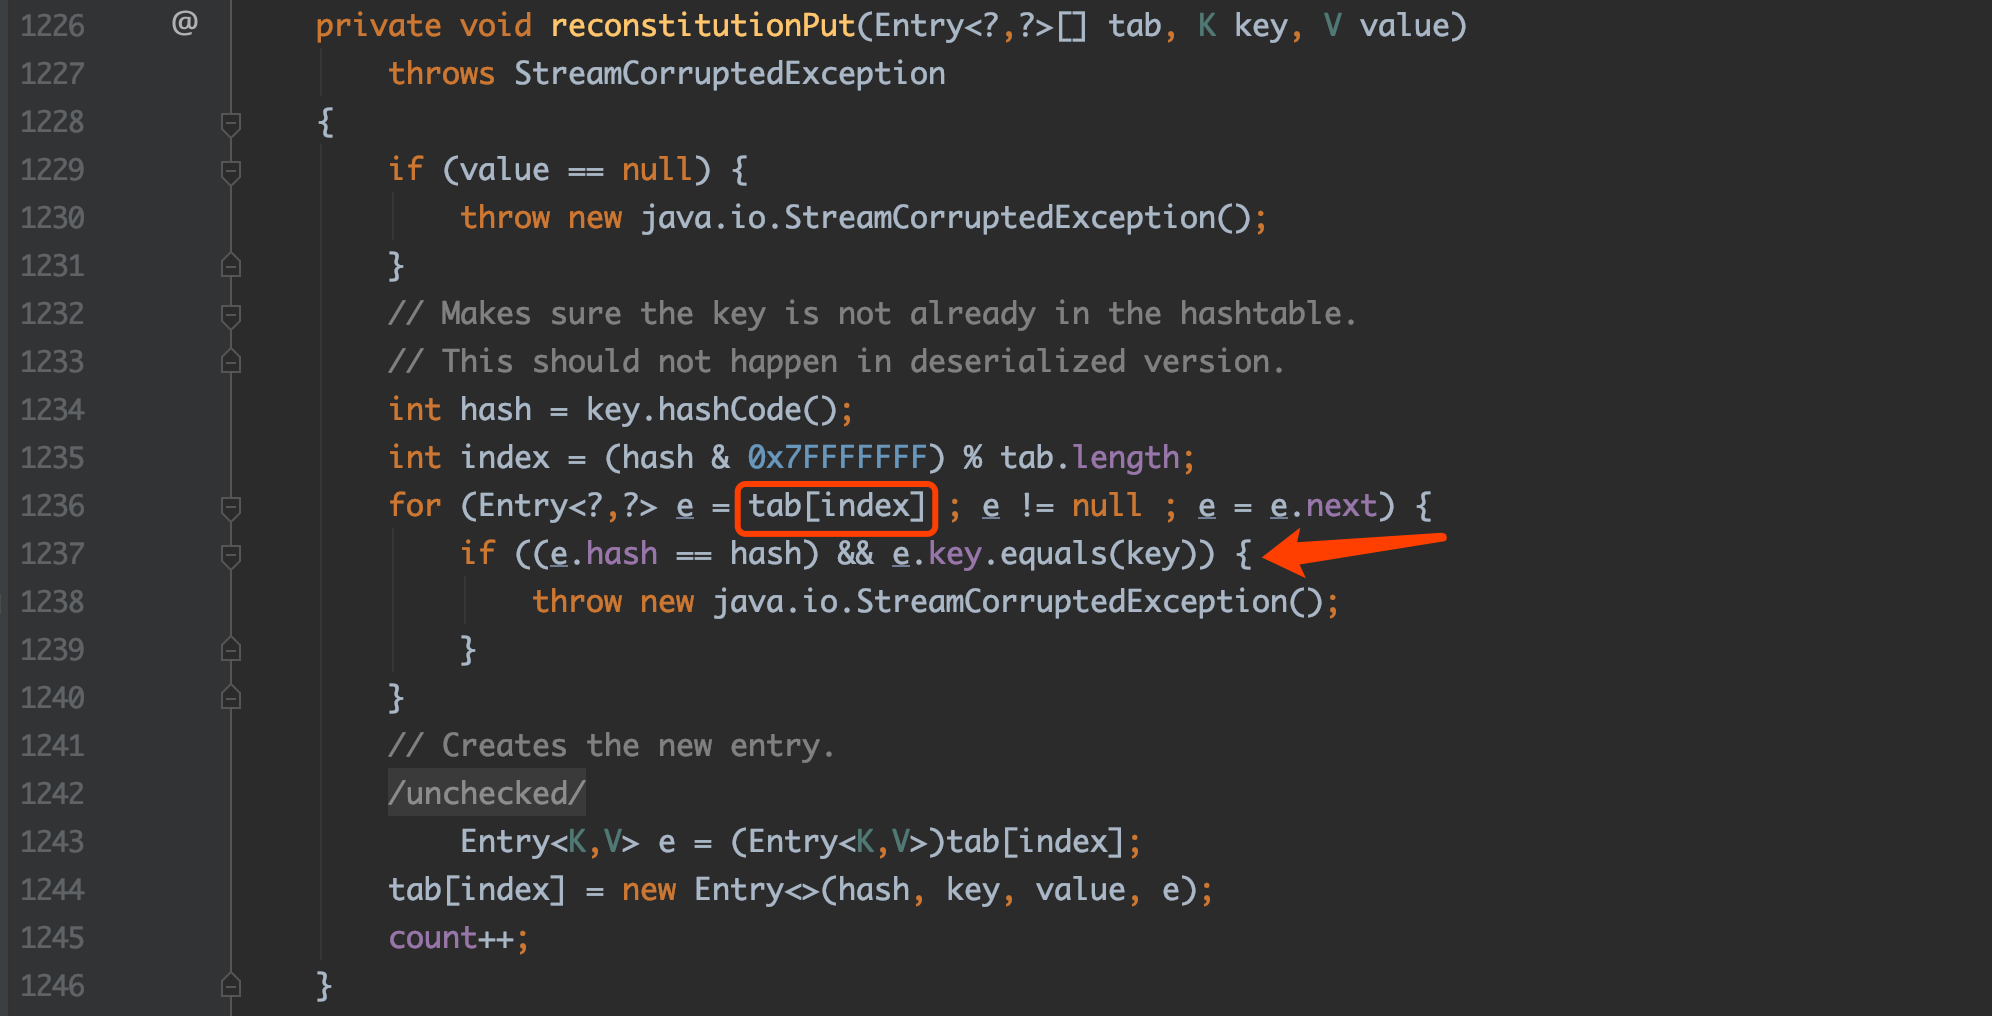 1226 @ private void reconstitutionPut(Entry<?,?>[] tab, K key, V value)
1227 throws StreamCorruptedException
1228 {
1229 if (value == null) {
1230 throw new java.io.StreamCorruptedException();
1231 }
1232 // Makes sure the key is not already in the hashtable.
1233 // This should not happen in deserialized version.
1234 int hash = key.hashCode();
1235 int index = (hash & 0x7FFFFFFF) % tab.length;
1236 for (Entry<?,?> e = tab[index] ; e != null ; e = e.next) {
1237 if ((e.hash == hash) && e.key.equals(key)) {
1238 throw new java.io.StreamCorruptedException();
1239 }
1240 }
1241 // Creates the new entry.
1242 /unchecked/
1243 Entry<K,V> e = (Entry<K,V>)tab[index];
1244 tab[index] = new Entry<>(hash, key, value, e);
1245 count++;
1246 }